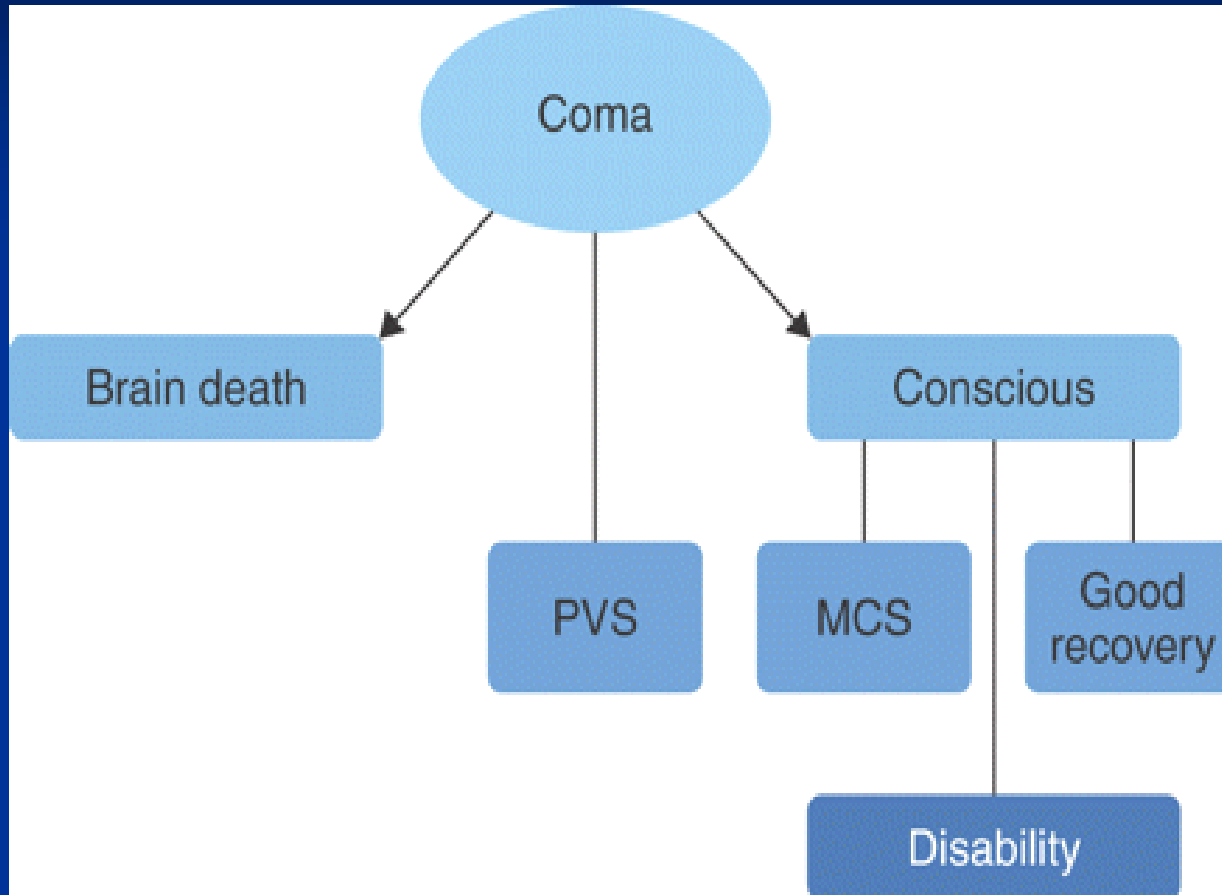 Coma
Brain death
Conscious
PVS
MCS
Good
recovery
Disability